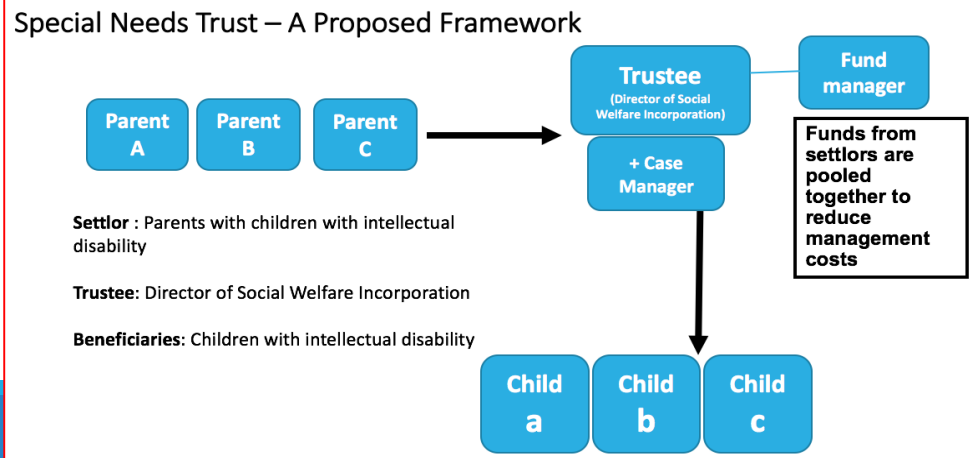 Special Needs Trust – A Proposed Framework
Parent
A
Parent
B
Parent
C
Trustee
(Director of Social
Welfare Incorporation)
Fund
manager
+ Case
Manager
Funds from
settlors are
pooled
together to
reduce
management
costs
Settlor : Parents with children with intellectual
disability
Trustee: Director of Social Welfare Incorporation
Beneficiaries: Children with intellectual disability
Child
a
Child
b
Child
c